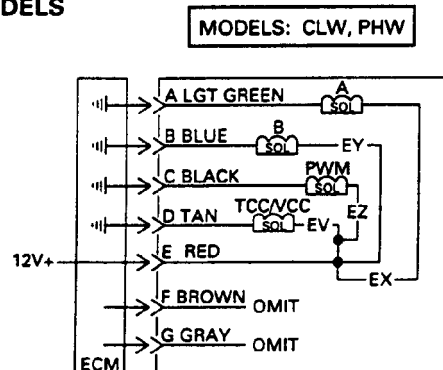 DELS
MODELS: CLW, PHW
A LGT GREEN
A
SOL
B BLUE
B
SOL
EY
C BLACK
PWM
SOL
EZ
D TAN
TCC/VCC
SOL
EV
12V+
E RED
EX
F BROWN OMIT
G GRAY OMIT
ECM